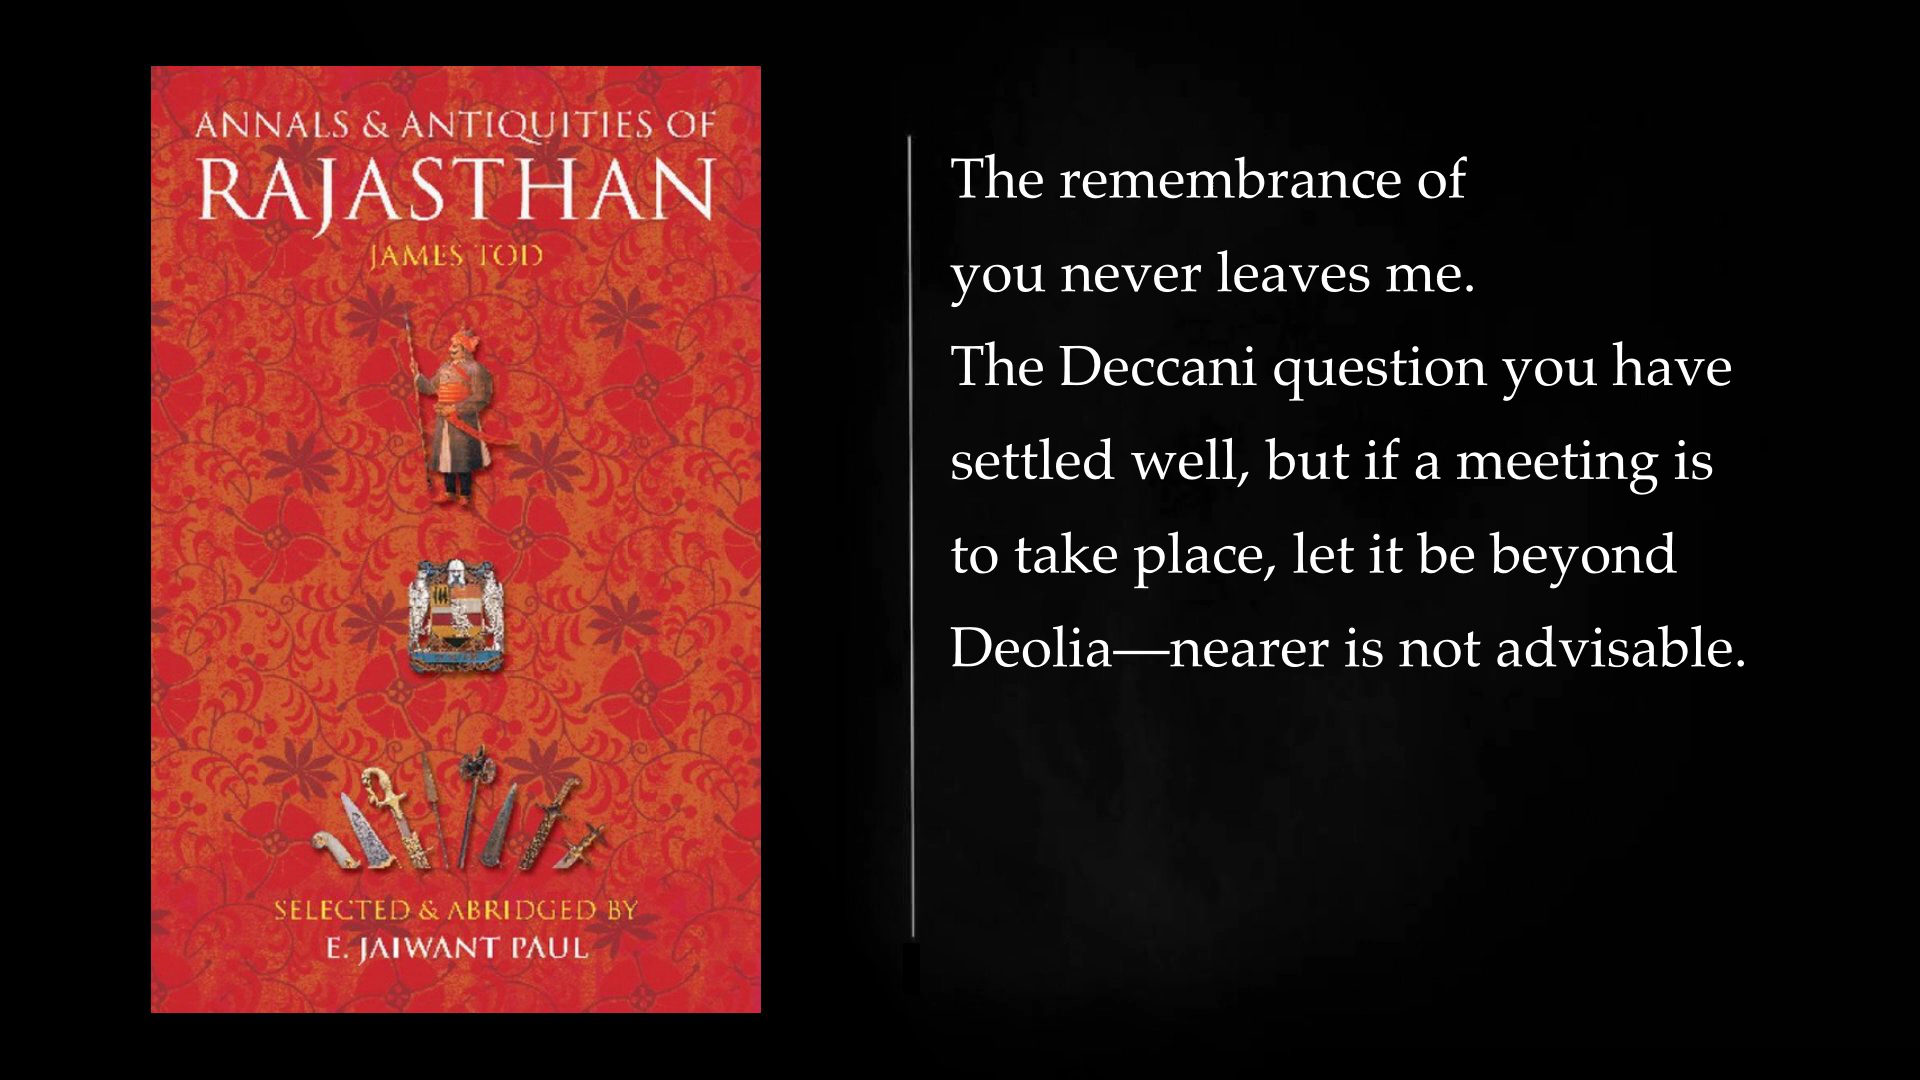 ANNALS & ANTIQUITIES OF
RAJASTHAN
JAMES TOD
SELECTED & ABRIDGED BY
E. JAIWANT PAUL
The remembrance of
you never leaves me.
The Deccani question you have
settled well, but if a meeting is
to take place, let it be beyond
Deolia—nearer is not advisable.